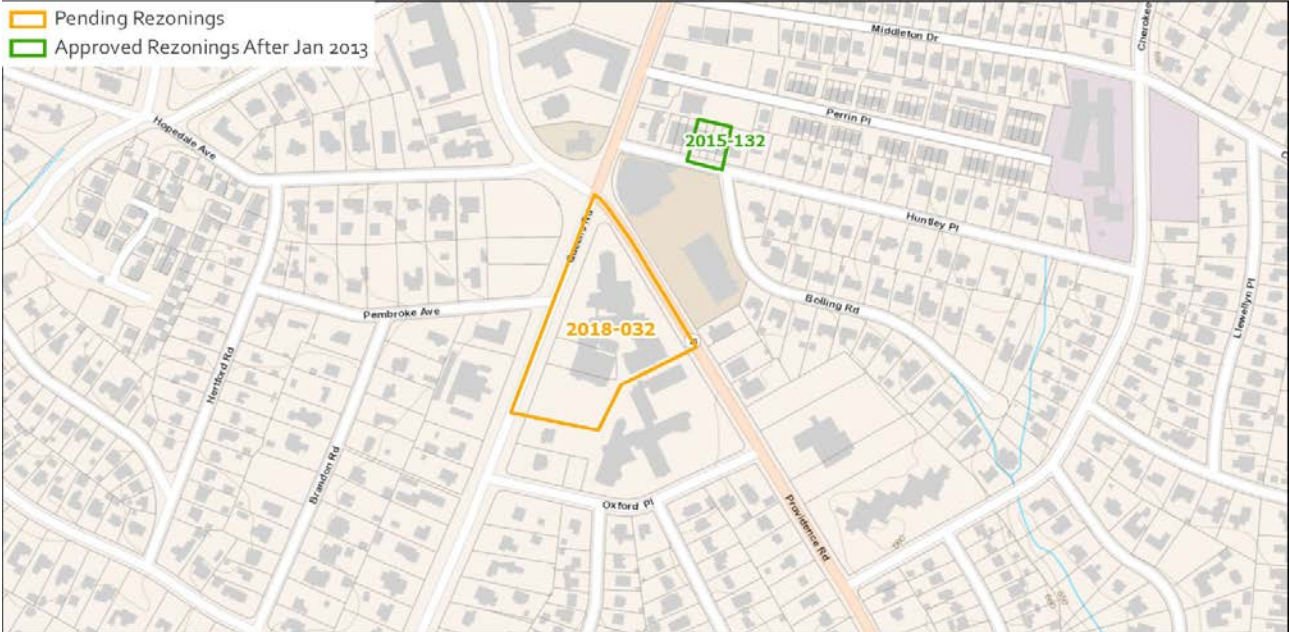 Pending Rezonings
Approved Rezonings After Jan 2013
Middleton Dr
Cherokee
Hopedale Ave
Perrin Pl
2015-132
Queens Rd
Huntley Pl
Bolling Rd
Llewellyn Pl
Pembroke Ave
2018-032
Hertford Rd
Brandon Rd
Oxford Pl
Providence Rd